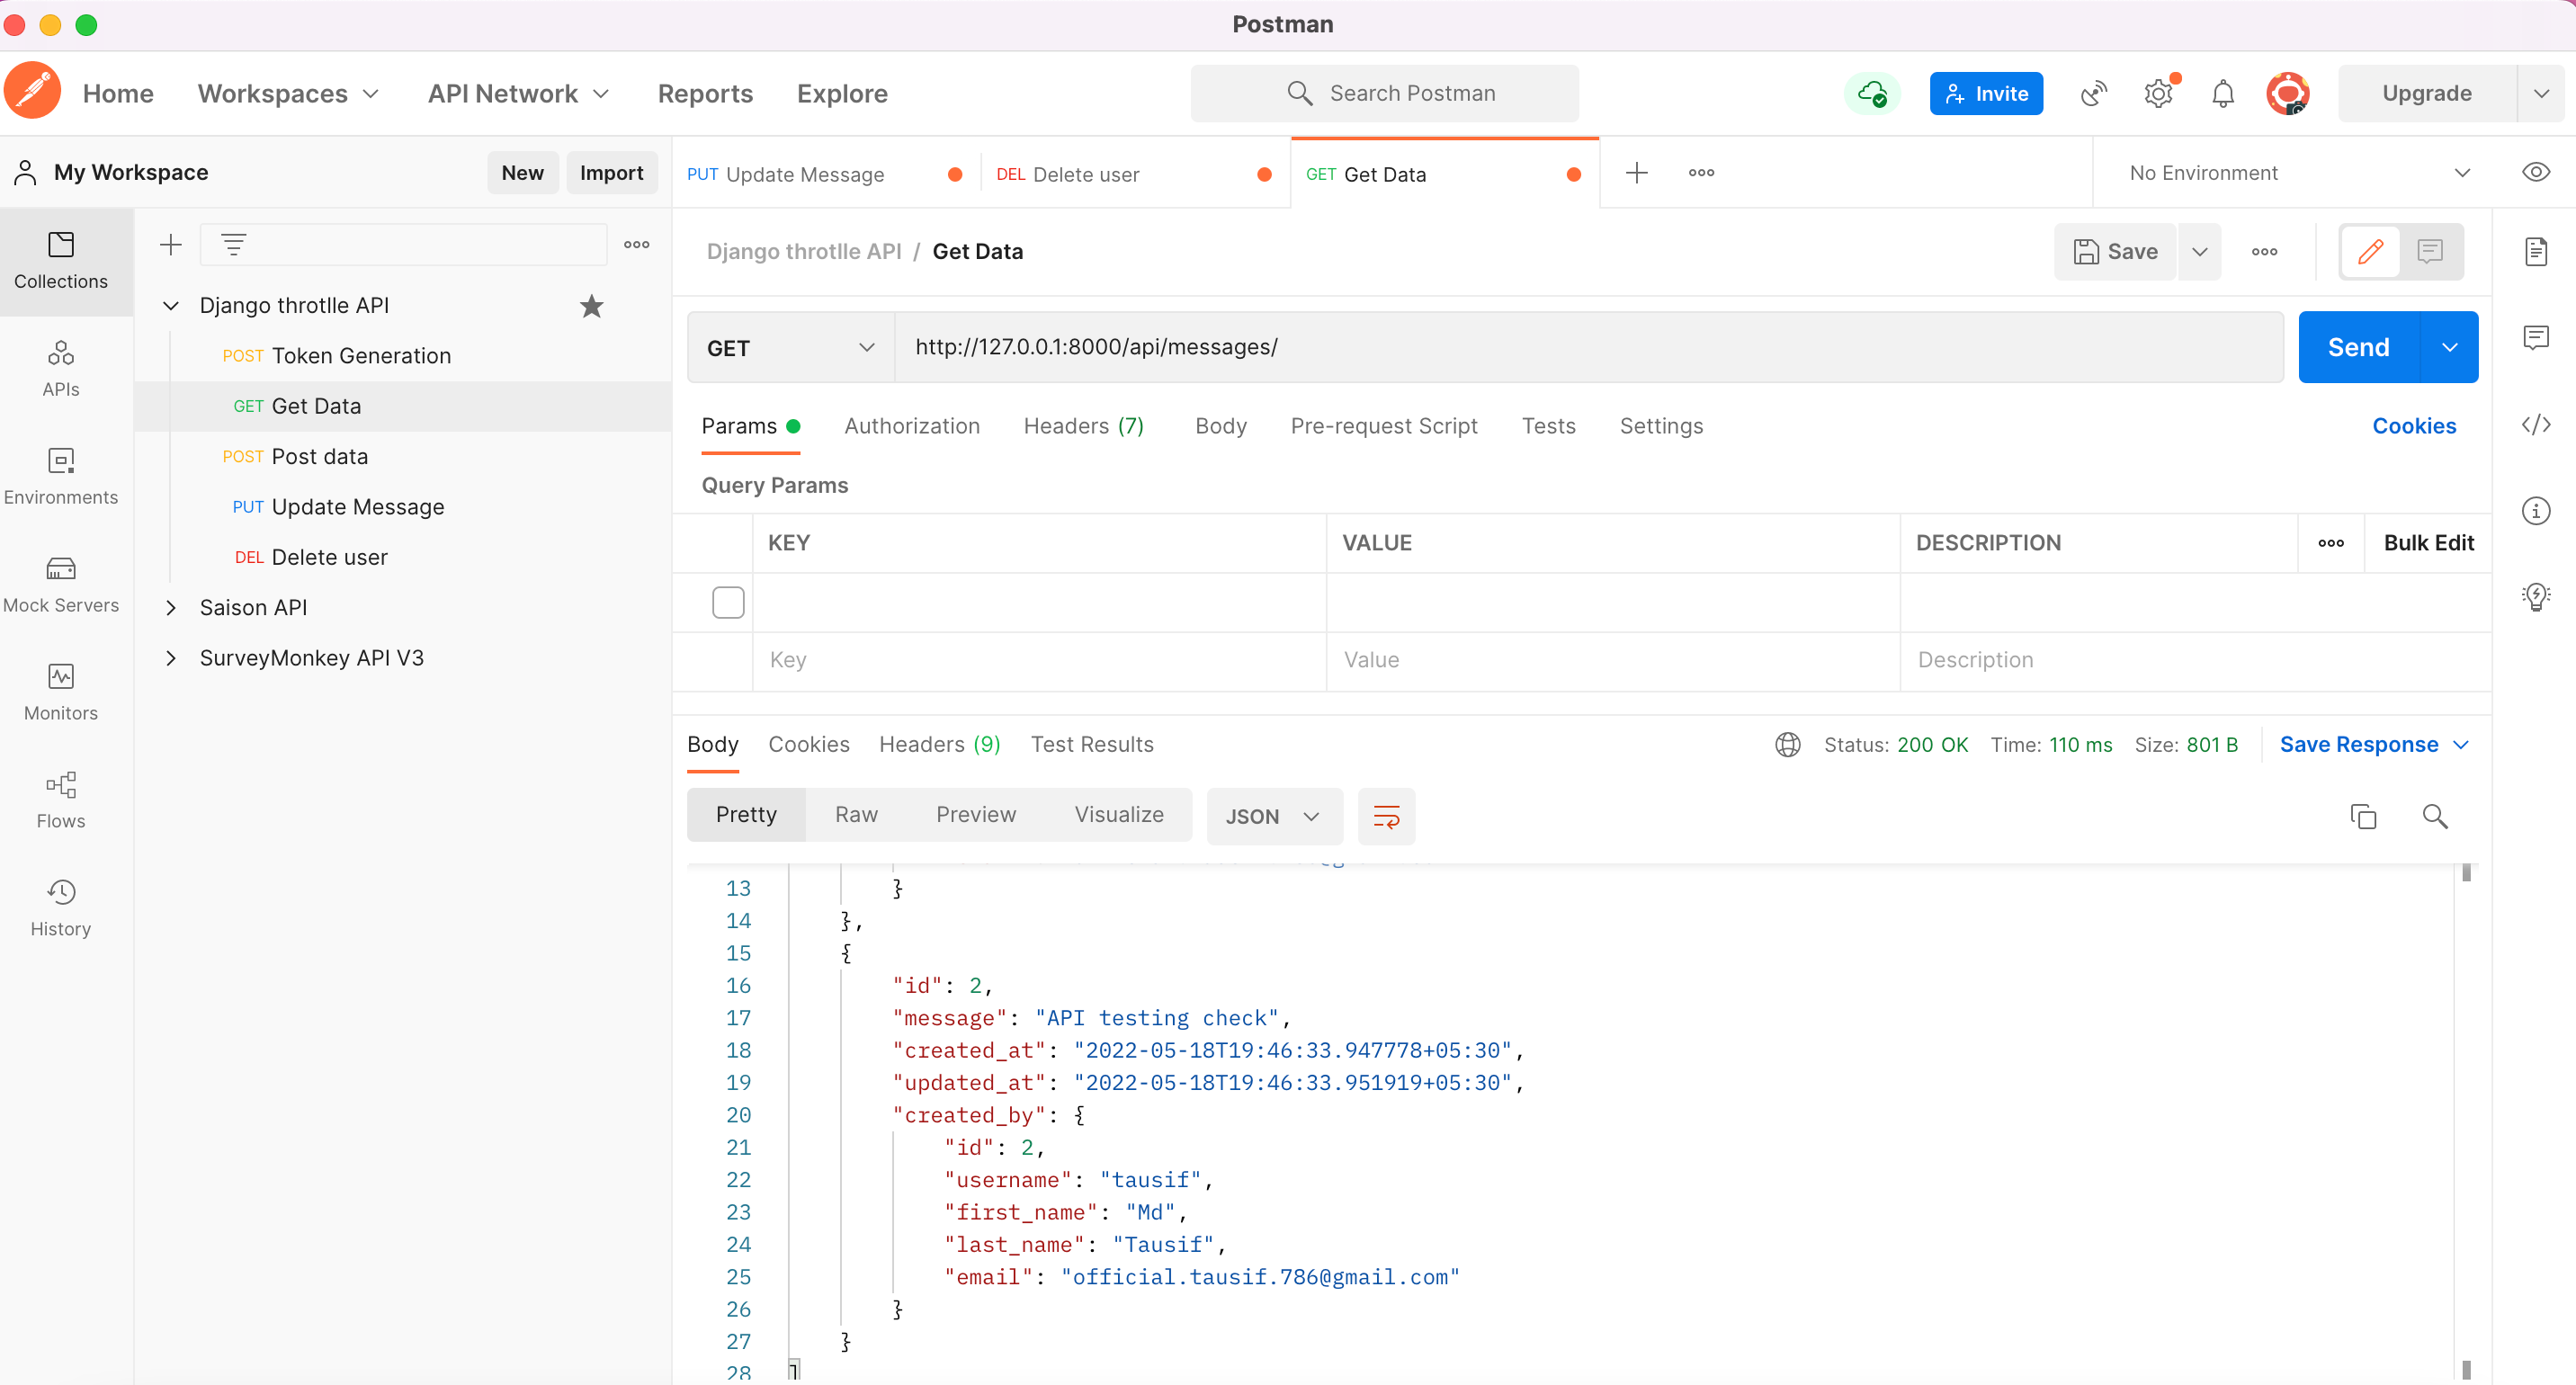 Postman
Home Workspaces API Network Reports Explore Search Postman Invite Upgrade
My Workspace New Import PUT Update Message DEL Delete user GET Get Data No Environment
Collections
APIs
Environments
Mock Servers
Monitors
Flows
History
Django throtlle API
POST Token Generation
GET Get Data
POST Post data
PUT Update Message
DEL Delete user
Saison API
SurveyMonkey API V3
Django throtlle API / Get Data Save
GET http://127.0.0.1:8000/api/messages/ Send
Params Authorization Headers (7) Body Pre-request Script Tests Settings Cookies
Query Params
KEY VALUE DESCRIPTION Bulk Edit
Key Value Description
Body Cookies Headers (9) Test Results Status: 200 OK Time: 110 ms Size: 801 B Save Response
Pretty Raw Preview Visualize JSON
13 }
14 },
15 {
16 "id": 2,
17 "message": "API testing check",
18 "created_at": "2022-05-18T19:46:33.947778+05:30",
19 "updated_at": "2022-05-18T19:46:33.951919+05:30",
20 "created_by": {
21 "id": 2,
22 "username": "tausif",
23 "first_name": "Md",
24 "last_name": "Tausif",
25 "email": "official.tausif.786@gmail.com"
26 }
27 }
28 ]